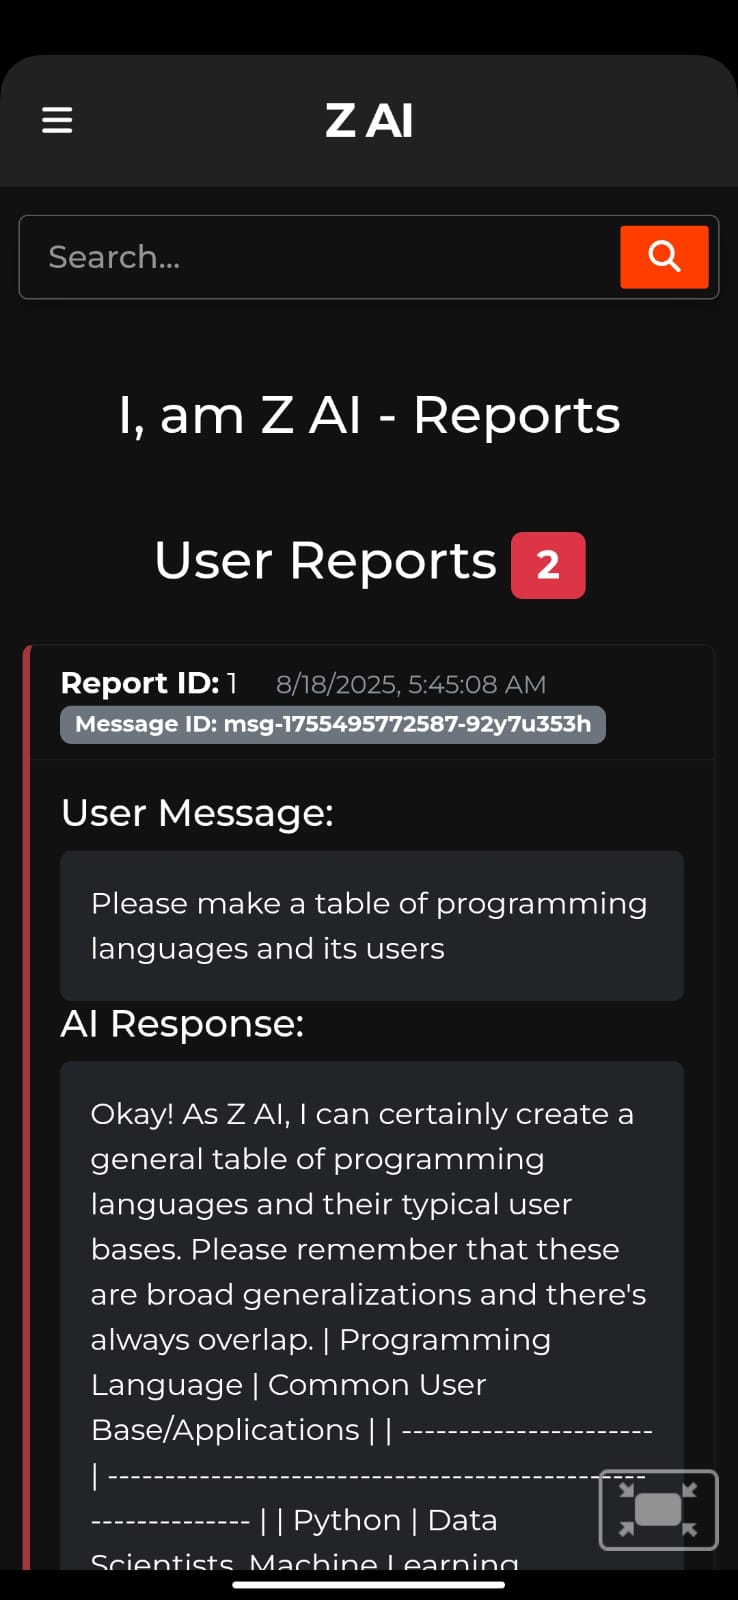 Z AI
Search...
I, am Z AI - Reports
User Reports 2
Report ID: 1 8/18/2025, 5:45:08 AM
Message ID: msg-1755495772587-92y7u353h
User Message:
Please make a table of programming
languages and its users
AI Response:
Okay! As Z AI, I can certainly create a
general table of programming
languages and their typical user
bases. Please remember that these
are broad generalizations and there's
always overlap. | Programming
Language | Common User
Base/Applications | | ----------------------
| -----------------------------------------------
-------------- | | Python | Data
Scientists, Machine Learning